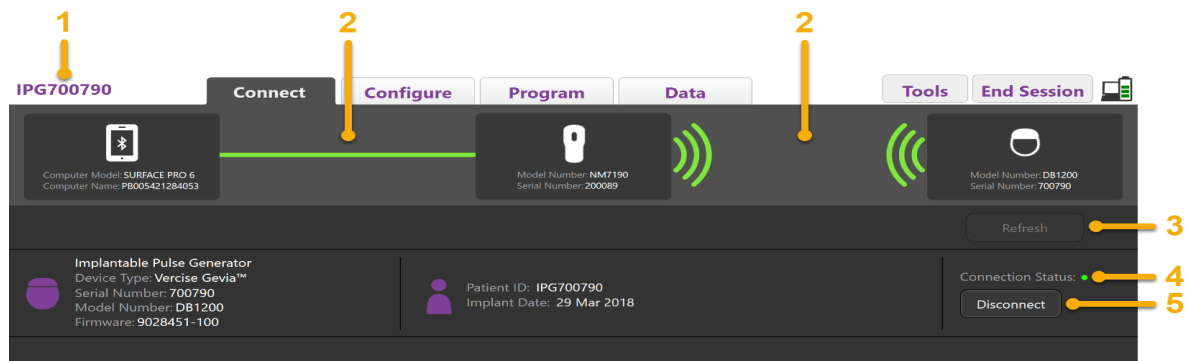 1 2 2
IPG700790 Connect Configure Program Data Tools End Session
Computer Model: SURFACE PRO 6
Computer Name: PB005421284053
Model Number: NM7190
Serial Number: 200089
Model Number: DB1200
Serial Number: 700790
Refresh 3
Implantable Pulse Generator
Device Type: Vercise Gevia™
Serial Number: 700790
Model Number: DB1200
Firmware: 9028451-100
Patient ID: IPG700790
Implant Date: 29 Mar 2018
Connection Status: 4
Disconnect 5